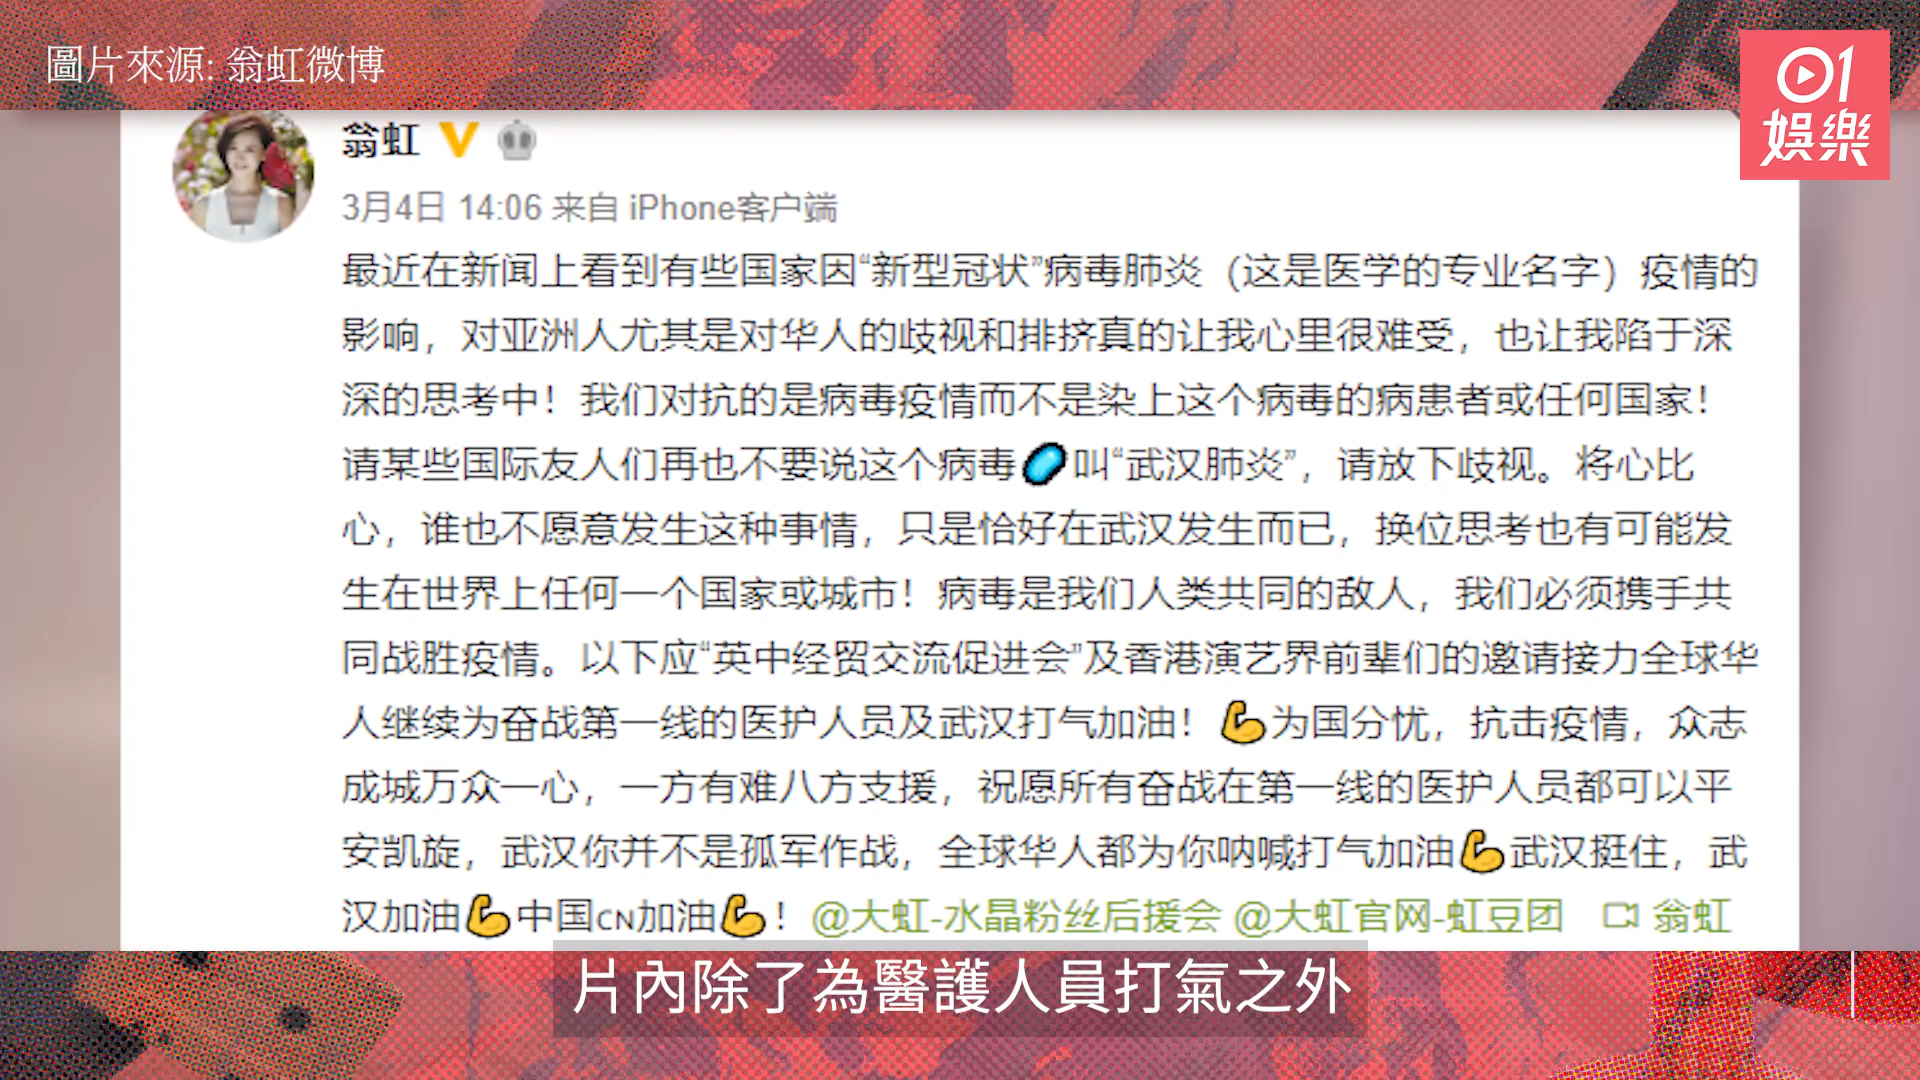 圖片來源: 翁虹微博
01
娛樂
翁虹
3月4日 14:06 来自 iPhone客户端
最近在新闻上看到有些国家因“新型冠状”病毒肺炎（这是医学的专业名字）疫情的
影响，对亚洲人尤其是对华人的歧视和排挤真的让我心里很难受，也让我陷于深
深的思考中！我们对抗的是病毒疫情而不是染上这个病毒的病患者或任何国家！
请某些国际友人们再也不要说这个病毒叫“武汉肺炎”，请放下歧视。将心比
心，谁也不愿意发生这种事情，只是恰好在武汉发生而已，换位思考也有可能发
生在世界上任何一个国家或城市！病毒是我们人类共同的敌人，我们必须携手共
同战胜疫情。以下应“英中经贸交流促进会”及香港演艺界前辈们的邀请接力全球华
人继续为奋战第一线的医护人员及武汉打气加油！💪为国分忧，抗击疫情，众志
成城万众一心，一方有难八方支援，祝愿所有奋战在第一线的医护人员都可以平
安凯旋，武汉你并不是孤军作战，全球华人都为你呐喊打气加油💪武汉挺住，武
汉加油💪中国CN加油💪！@大虹-水晶粉丝后援会 @大虹官网-虹豆团 翁虹
片內除了為醫護人員打氣之外